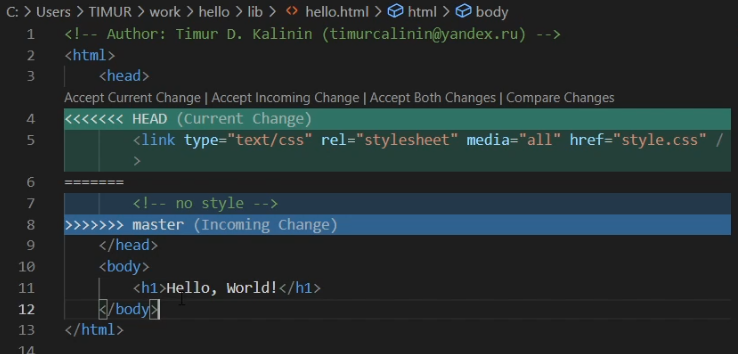 C: > Users > TIMUR > work > hello > lib > <> hello.html > html > body
1 <!-- Author: Timur D. Kalinin (timurcalinin@yandex.ru) -->
2 <html>
3 <head>
Accept Current Change | Accept Incoming Change | Accept Both Changes | Compare Changes
4 <<<<<<< HEAD (Current Change)
5 <link type="text/css" rel="stylesheet" media="all" href="style.css" /
>
6 =======
7 <!-- no style -->
8 >>>>>>> master (Incoming Change)
9 </head>
10 <body>
11 <h1>Hello, World!</h1>
12 </body>
13 </html>
14